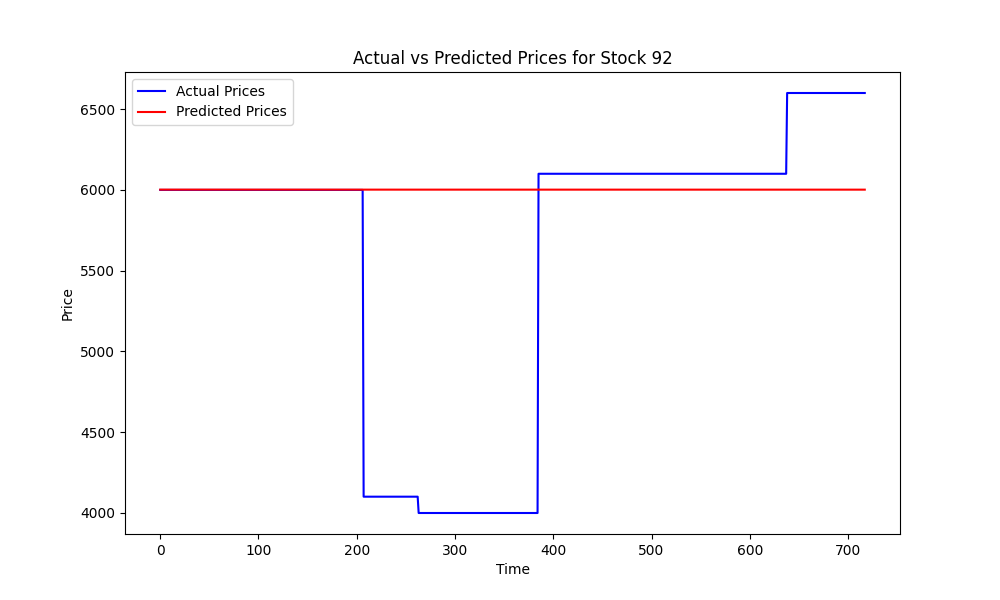 Actual vs Predicted Prices for Stock 92
Actual Prices
Predicted Prices
6500
6000
5500
5000
4500
4000
Price
0 100 200 300 400 500 600 700
Time